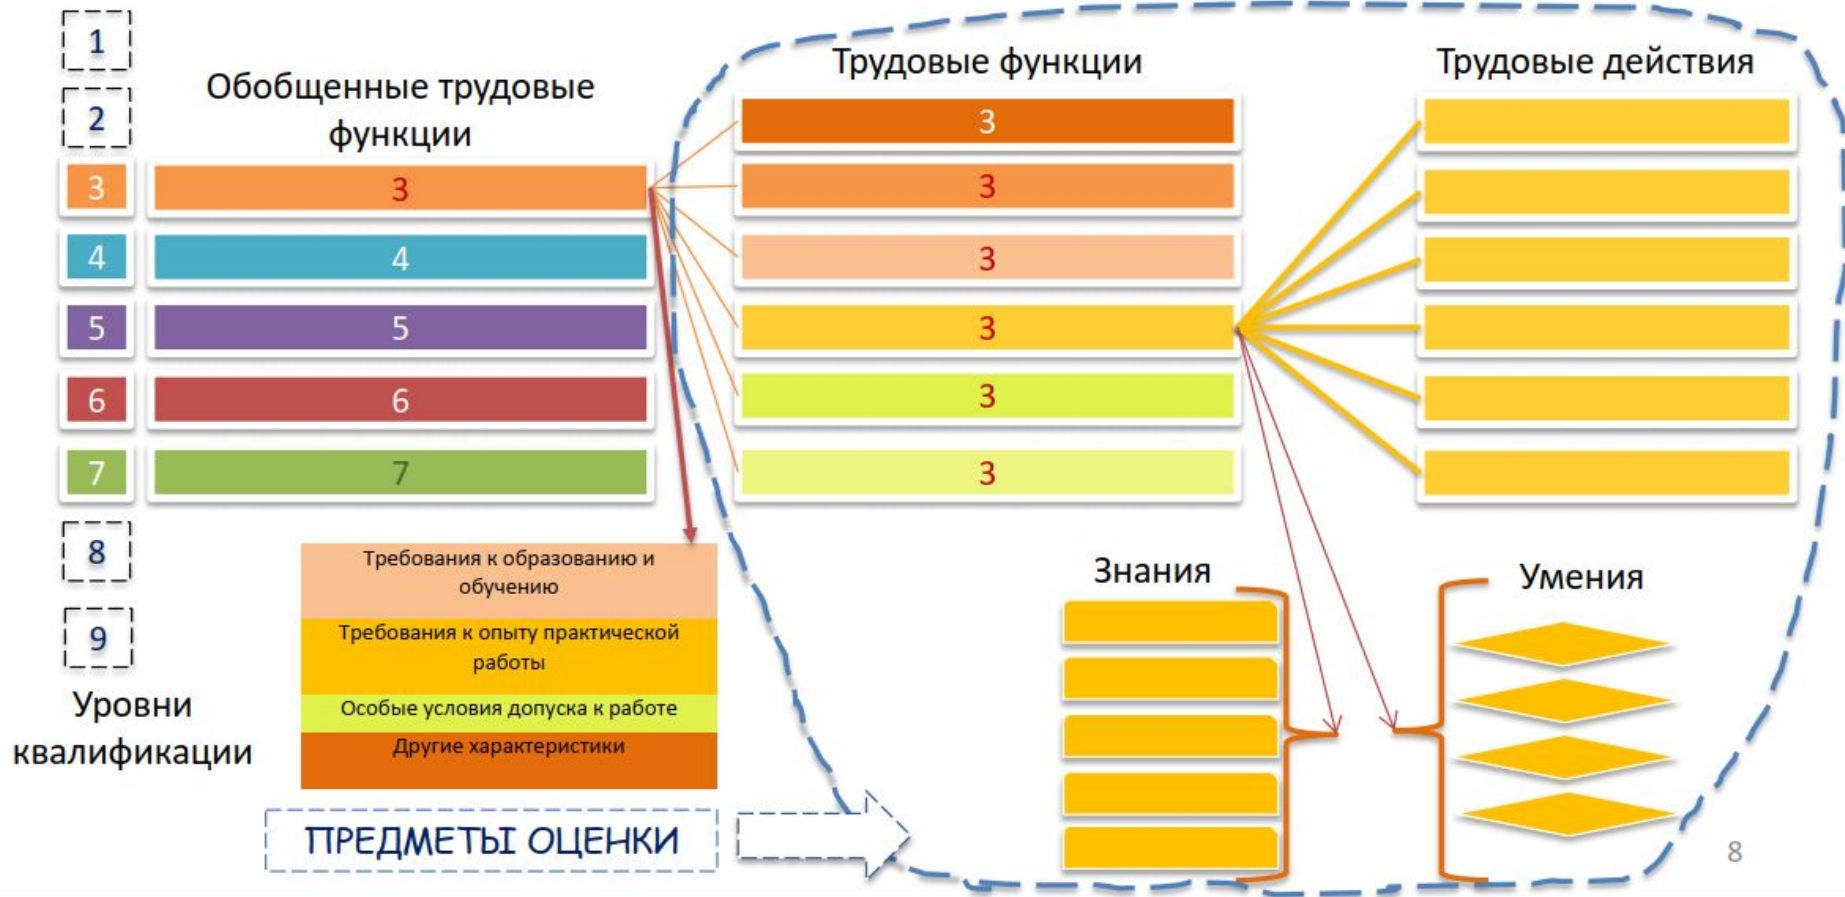 1
2
Обобщенные трудовые
функции
3
3
4
4
5
5
6
6
7
7
8
9
Уровни
квалификации
Трудовые функции
3
3
3
3
3
3
Трудовые действия
Требования к образованию и
обучению
Требования к опыту практической
работы
Особые условия допуска к работе
Другие характеристики
ПРЕДМЕТЫ ОЦЕНКИ
Знания
Умения
8